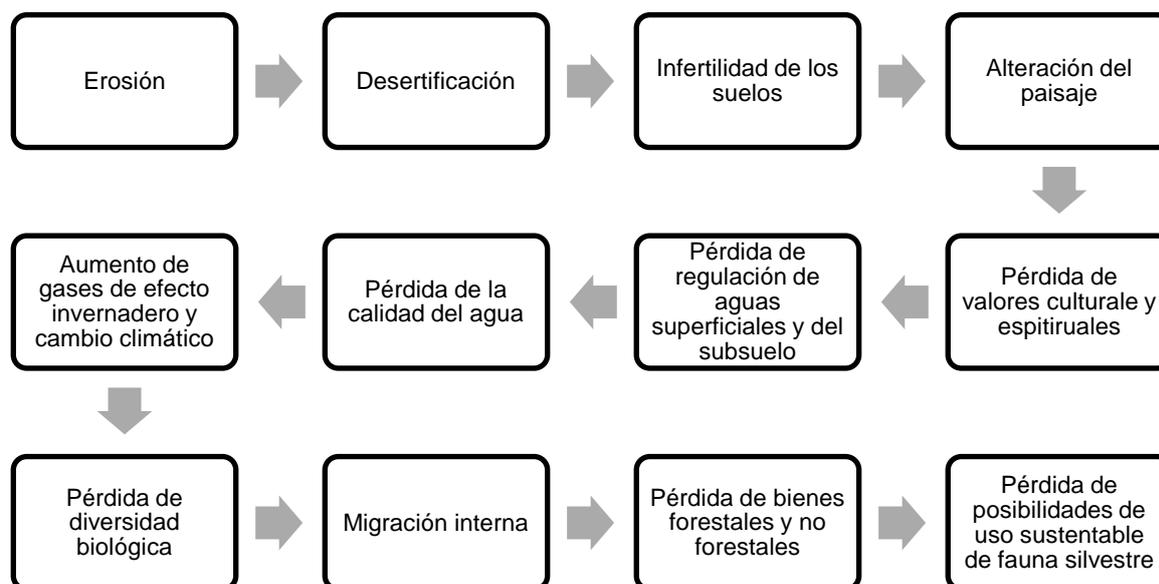 Erosión
Desertificación
Infertilidad de los
suelos
Alteración del
paisaje
Pérdida de
valores culturale y
espitiruales
Pérdida de
regulación de
aguas
superficiales y del
subsuelo
Pérdida de la
calidad del agua
Aumento de
gases de efecto
invernadero y
cambio climático
Pérdida de
diversidad
biológica
Migración interna
Pérdida de bienes
forestales y no
forestales
Pérdida de
posibilidades de
uso sustentable
de fauna silvestre